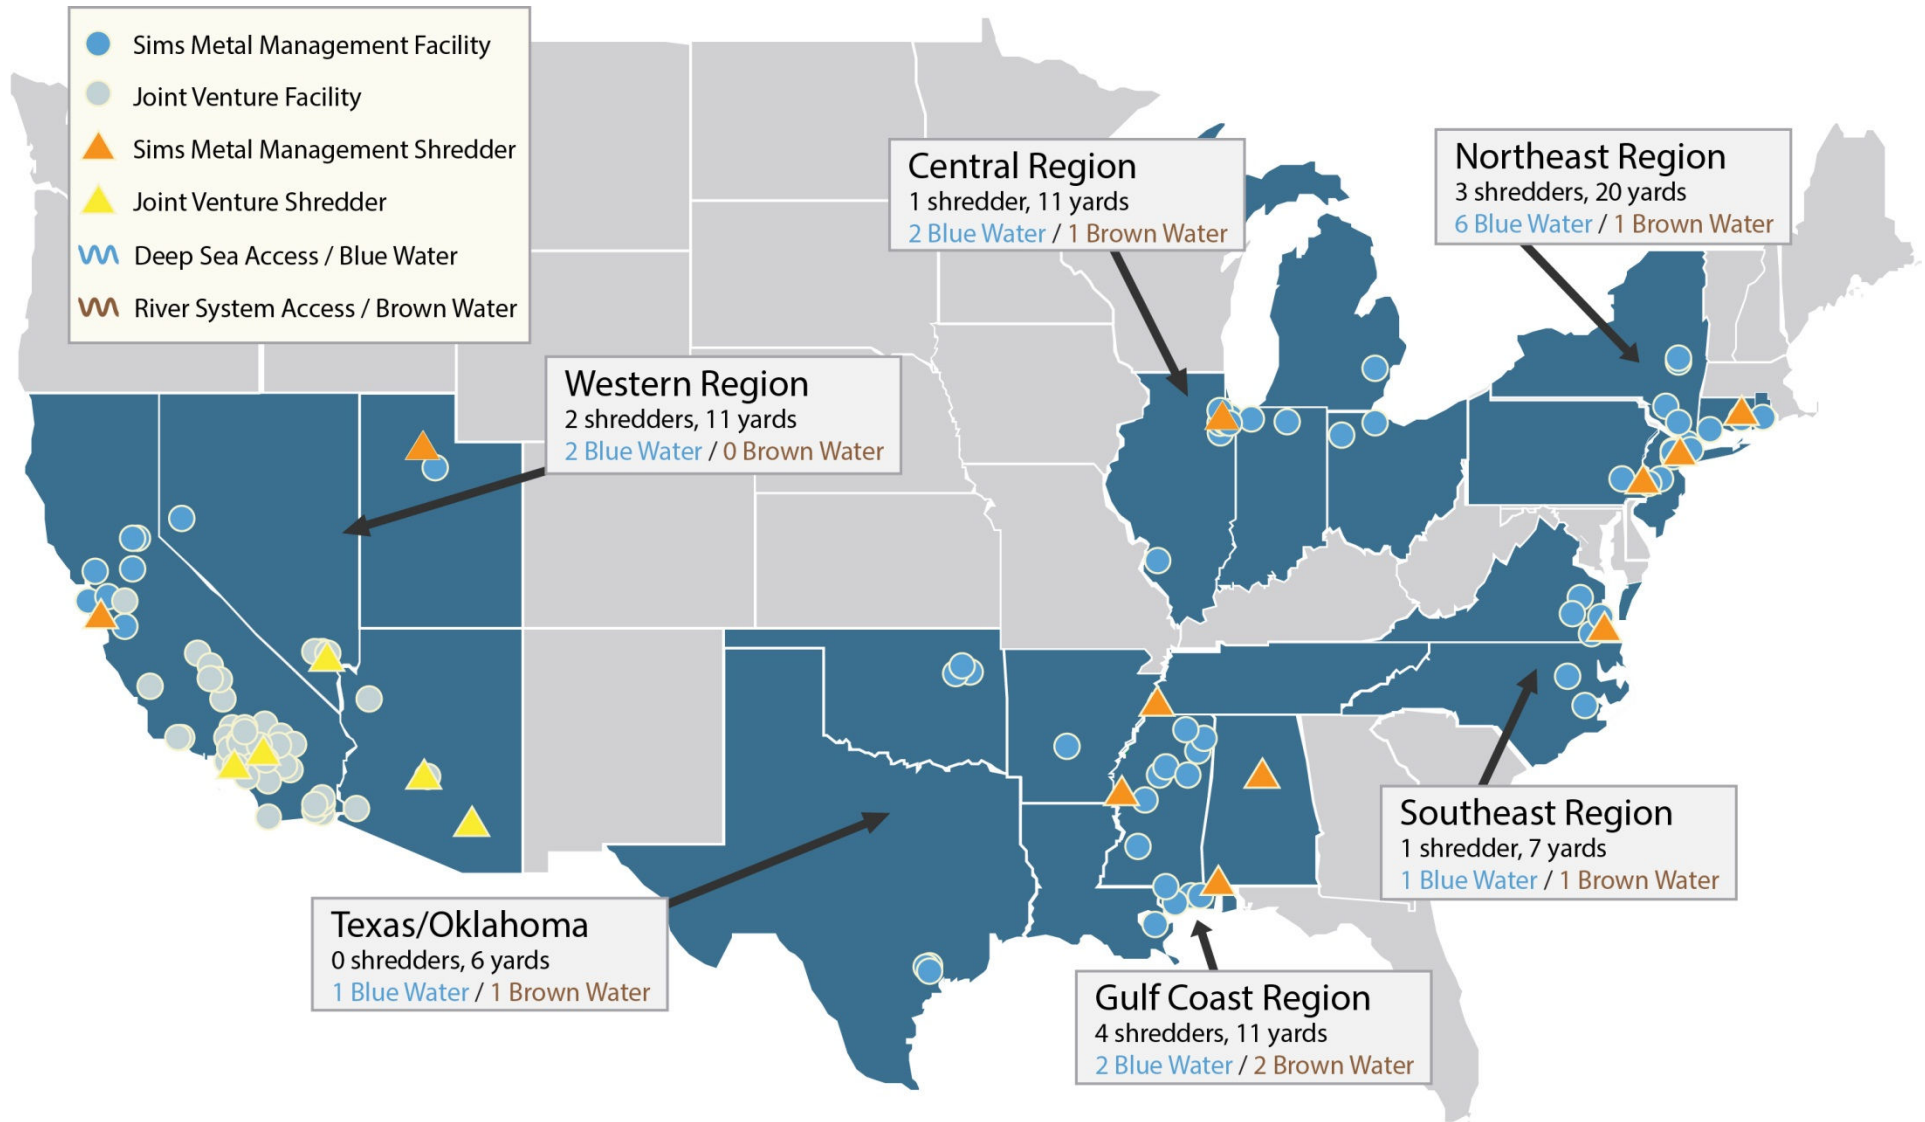 Sims Metal Management Facility
Joint Venture Facility
Sims Metal Management Shredder
Joint Venture Shredder
Deep Sea Access / Blue Water
River System Access / Brown Water
Central Region
1 shredder, 11 yards
2 Blue Water / 1 Brown Water
Northeast Region
3 shredders, 20 yards
6 Blue Water / 1 Brown Water
Western Region
2 shredders, 11 yards
2 Blue Water / 0 Brown Water
Southeast Region
1 shredder, 7 yards
1 Blue Water / 1 Brown Water
Texas/Oklahoma
0 shredders, 6 yards
1 Blue Water / 1 Brown Water
Gulf Coast Region
4 shredders, 11 yards
2 Blue Water / 2 Brown Water